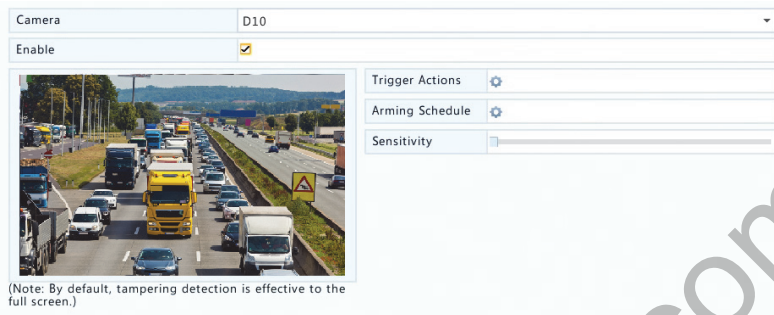 Camera
D10
Enable
Trigger Actions
Arming Schedule
Sensitivity
(Note: By default, tampering detection is effective to the
full screen.)